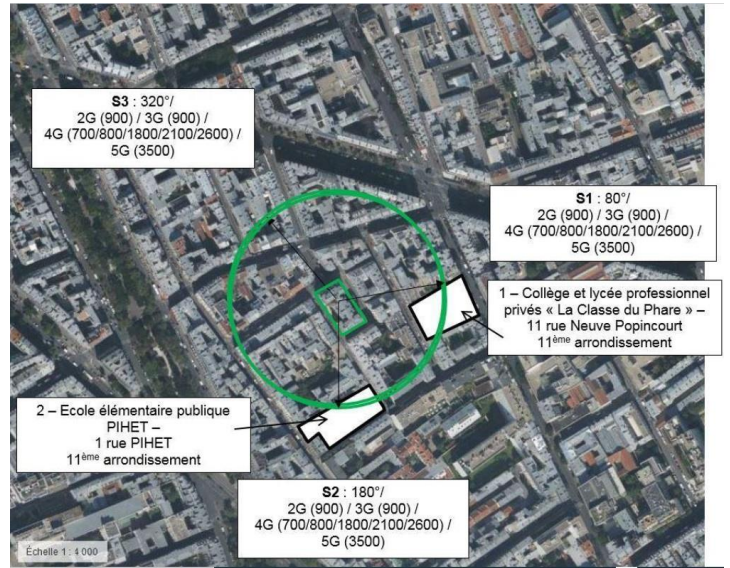 S3 : 320°/
2G (900) / 3G (900) /
4G (700/800/1800/2100/2600) /
5G (3500)
S1 : 80°/
2G (900) / 3G (900) /
4G (700/800/1800/2100/2600) /
5G (3500)
1 – Collège et lycée professionnel
privés « La Classe du Phare » –
11 rue Neuve Popincourt
11ème arrondissement
2 – Ecole élémentaire publique
PIHET –
1 rue PIHET
11ème arrondissement
S2 : 180°/
2G (900) / 3G (900) /
4G (700/800/1800/2100/2600) /
5G (3500)
Échelle 1 : 4 000